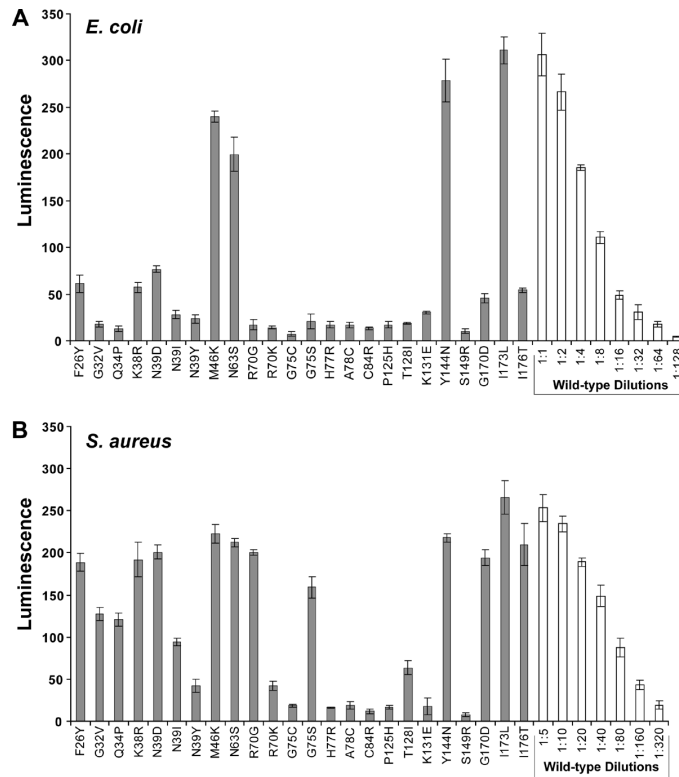 A
E. coli
Luminescence
350
300
250
200
150
100
50
0
F26Y
G32V
Q34P
K38R
N39D
N39I
N39Y
M46K
N63S
R70G
R70K
G75C
G75S
H77R
A78C
C84R
P125H
T128I
K131E
Y144N
S149R
G170D
I173L
I176T
1:1
1:2
1:4
1:8
1:16
1:32
1:64
1:128
Wild-type Dilutions
B
S. aureus
Luminescence
350
300
250
200
150
100
50
0
F26Y
G32V
Q34P
K38R
N39D
N39I
N39Y
M46K
N63S
R70G
R70K
G75C
G75S
H77R
A78C
C84R
P125H
T128I
K131E
Y144N
S149R
G170D
I173L
I176T
1:5
1:10
1:20
1:40
1:80
1:160
1:320
Wild-type Dilutions